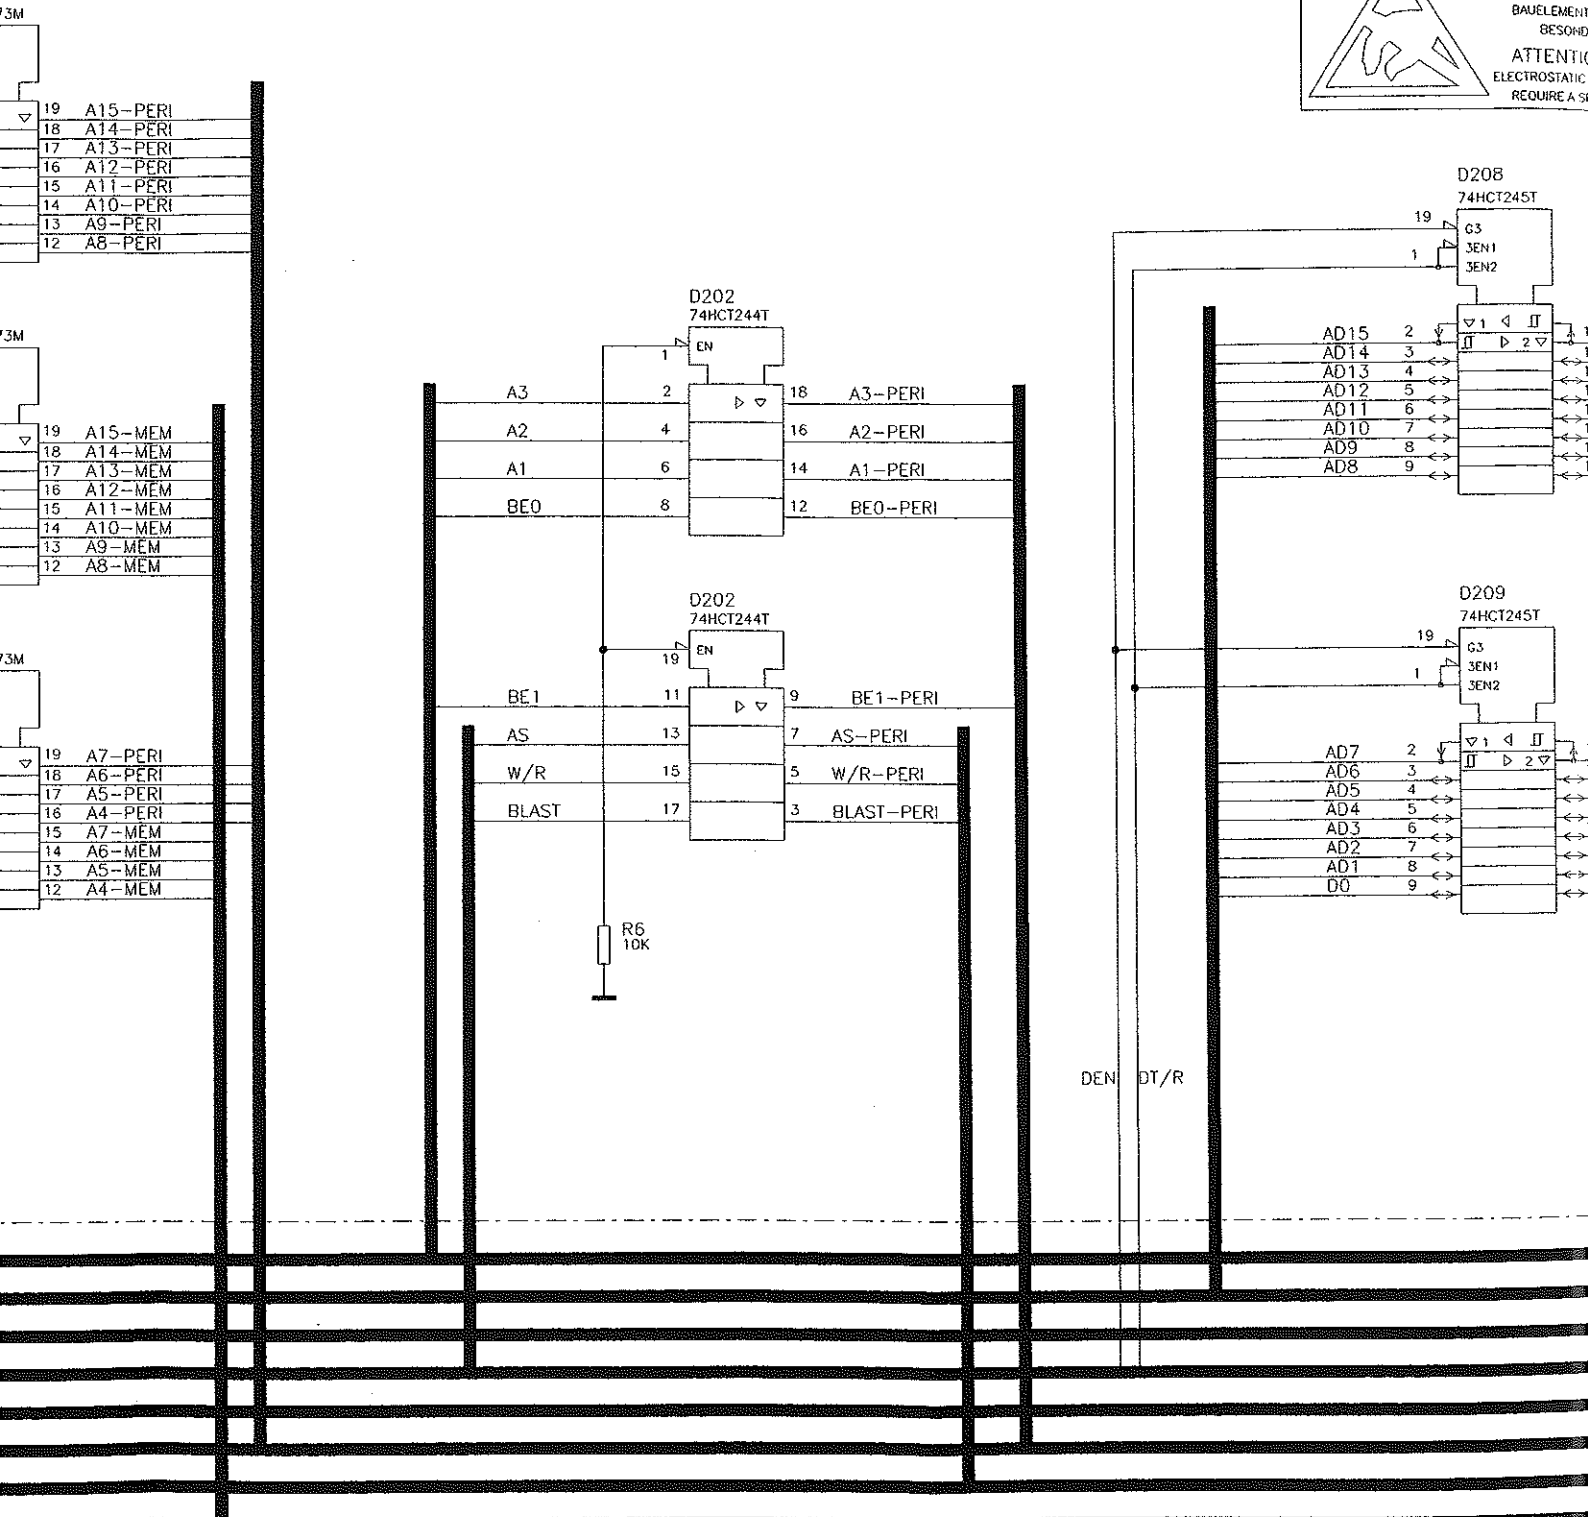 73M
19 A15-PERI
18 A14-PERI
17 A13-PERI
16 A12-PERI
15 A11-PERI
14 A10-PERI
13 A9-PERI
12 A8-PERI
73M
19 A15-MEM
18 A14-MEM
17 A13-MEM
16 A12-MEM
15 A11-MEM
14 A10-MEM
13 A9-MEM
12 A8-MEM
73M
19 A7-PERI
18 A6-PERI
17 A5-PERI
16 A4-PERI
15 A7-MEM
14 A6-MEM
13 A5-MEM
12 A4-MEM
D202
74HCT244T
1 EN
A3 2 18 A3-PERI
A2 4 16 A2-PERI
A1 6 14 A1-PERI
BE0 8 12 BE0-PERI
D202
74HCT244T
19 EN
BE1 11 9 BE1-PERI
AS 13 7 AS-PERI
W/R 15 5 W/R-PERI
BLAST 17 3 BLAST-PERI
R6
10K
DEN DT/R
BAUELEMENT
BESOND
ATTENTIO
ELECTROSTATIC
REQUIRE A S
D208
74HCT245T
19 G3
3EN1
1 3EN2
1
AD15 2 2
AD14 3
AD13 4
AD12 5
AD11 6
AD10 7
AD9 8
AD8 9
D209
74HCT245T
19 G3
3EN1
1 3EN2
1
AD7 2 2
AD6 3
AD5 4
AD4 5
AD3 6
AD2 7
AD1 8
D0 9